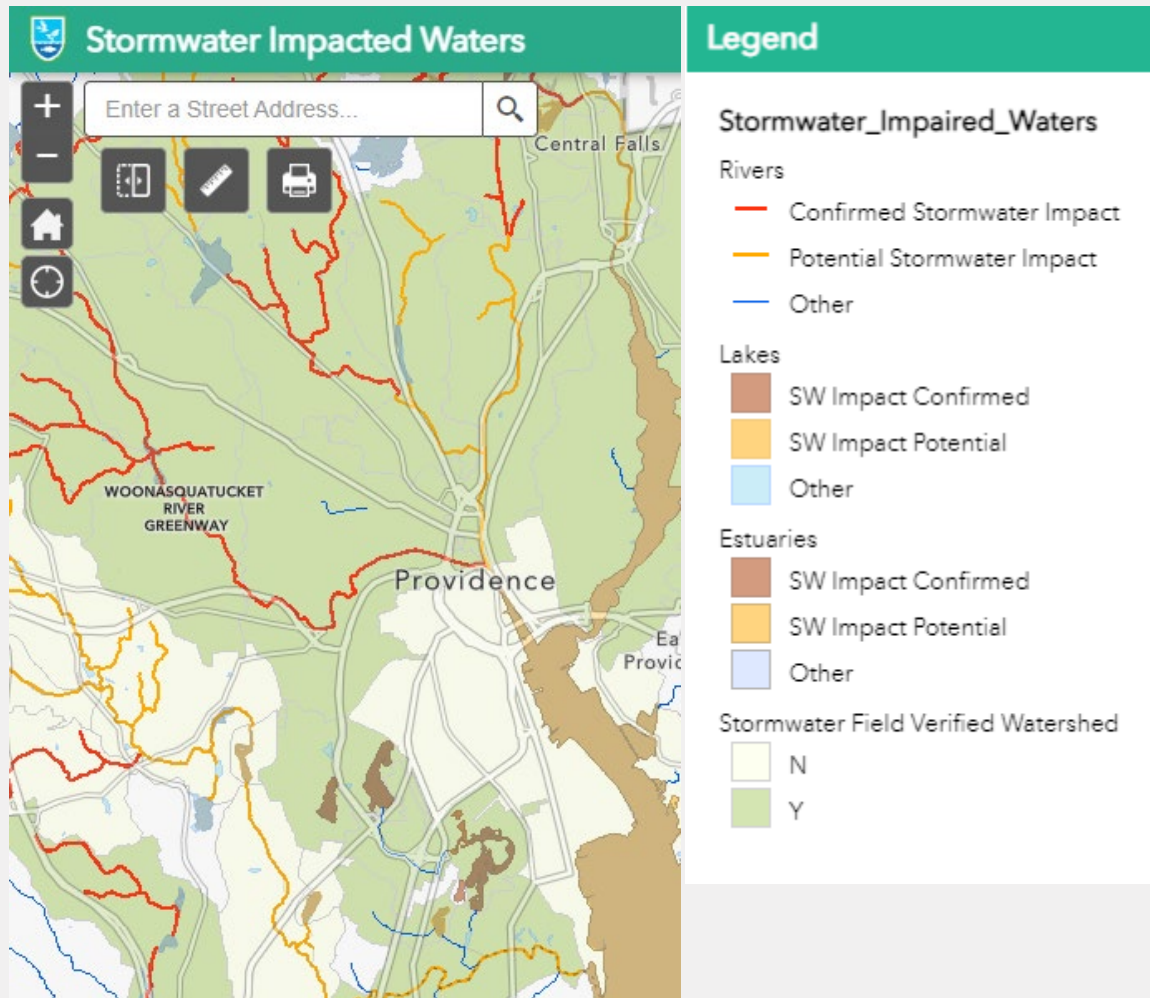 Stormwater Impacted Waters
Enter a Street Address...
Central Falls
WOONASQUATUCKET
RIVER
GREENWAY
Providence
Ea
Provid
Legend
Stormwater_Impaired_Waters
Rivers
Confirmed Stormwater Impact
Potential Stormwater Impact
Other
Lakes
SW Impact Confirmed
SW Impact Potential
Other
Estuaries
SW Impact Confirmed
SW Impact Potential
Other
Stormwater Field Verified Watershed
N
Y